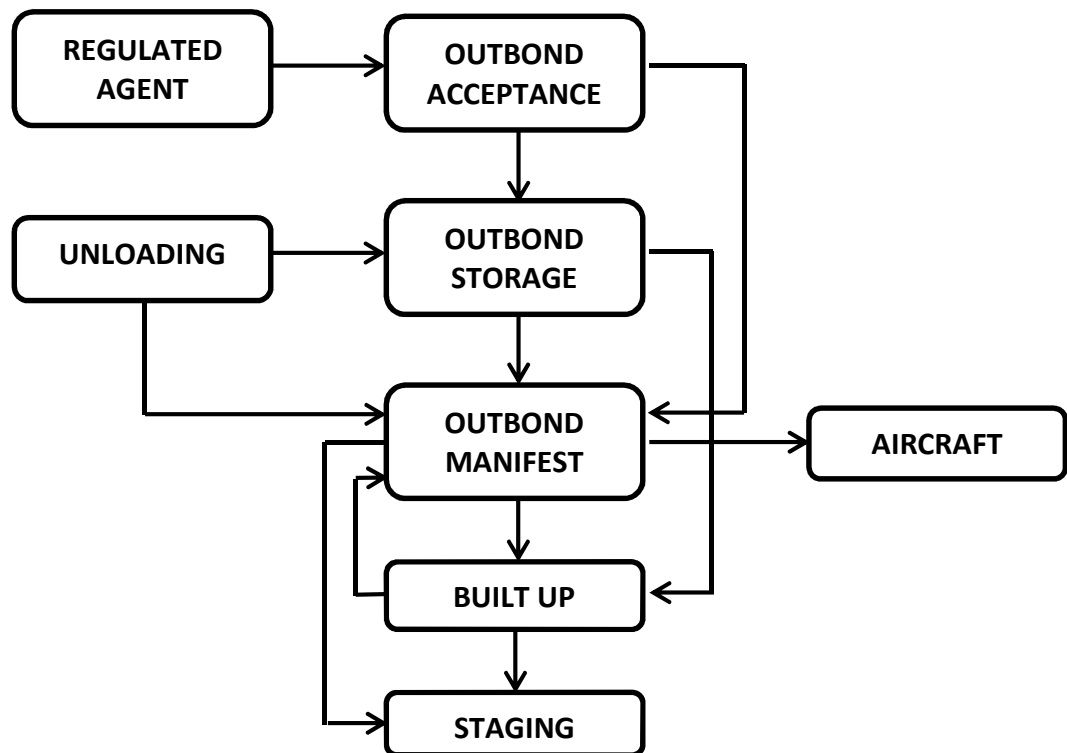 REGULATED
AGENT
OUTBOND
ACCEPTANCE
UNLOADING
OUTBOND
STORAGE
OUTBOND
MANIFEST
AIRCRAFT
BUILT UP
STAGING